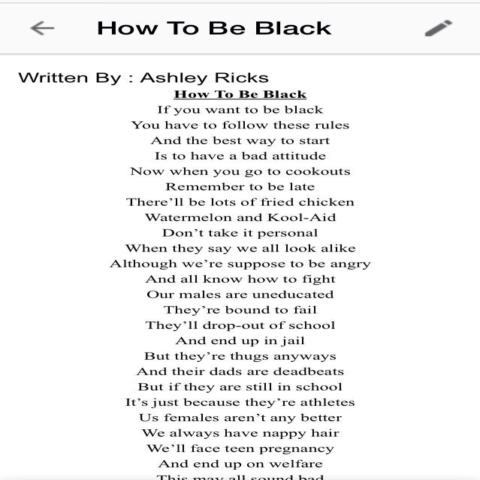 How To Be Black
Written By : Ashley Ricks
How To Be Black
If you want to be black
You have to follow these rules
And the best way to start
Is to have a bad attitude
Now when you go to cookouts
Remember to be late
There'll be lots of fried chicken
Watermelon and Kool-Aid
Don't take it personal
When they say we all look alike
Although we're suppose to be angry
And all know how to fight
Our males are uneducated
They're bound to fail
They'll drop-out of school
And end up in jail
But they're thugs anyways
And their dads are deadbeats
But if they are still in school
It's just because they're athletes
Us females aren't any better
We always have nappy hair
We'll face teen pregnancy
And end up on welfare
This may all sound bad